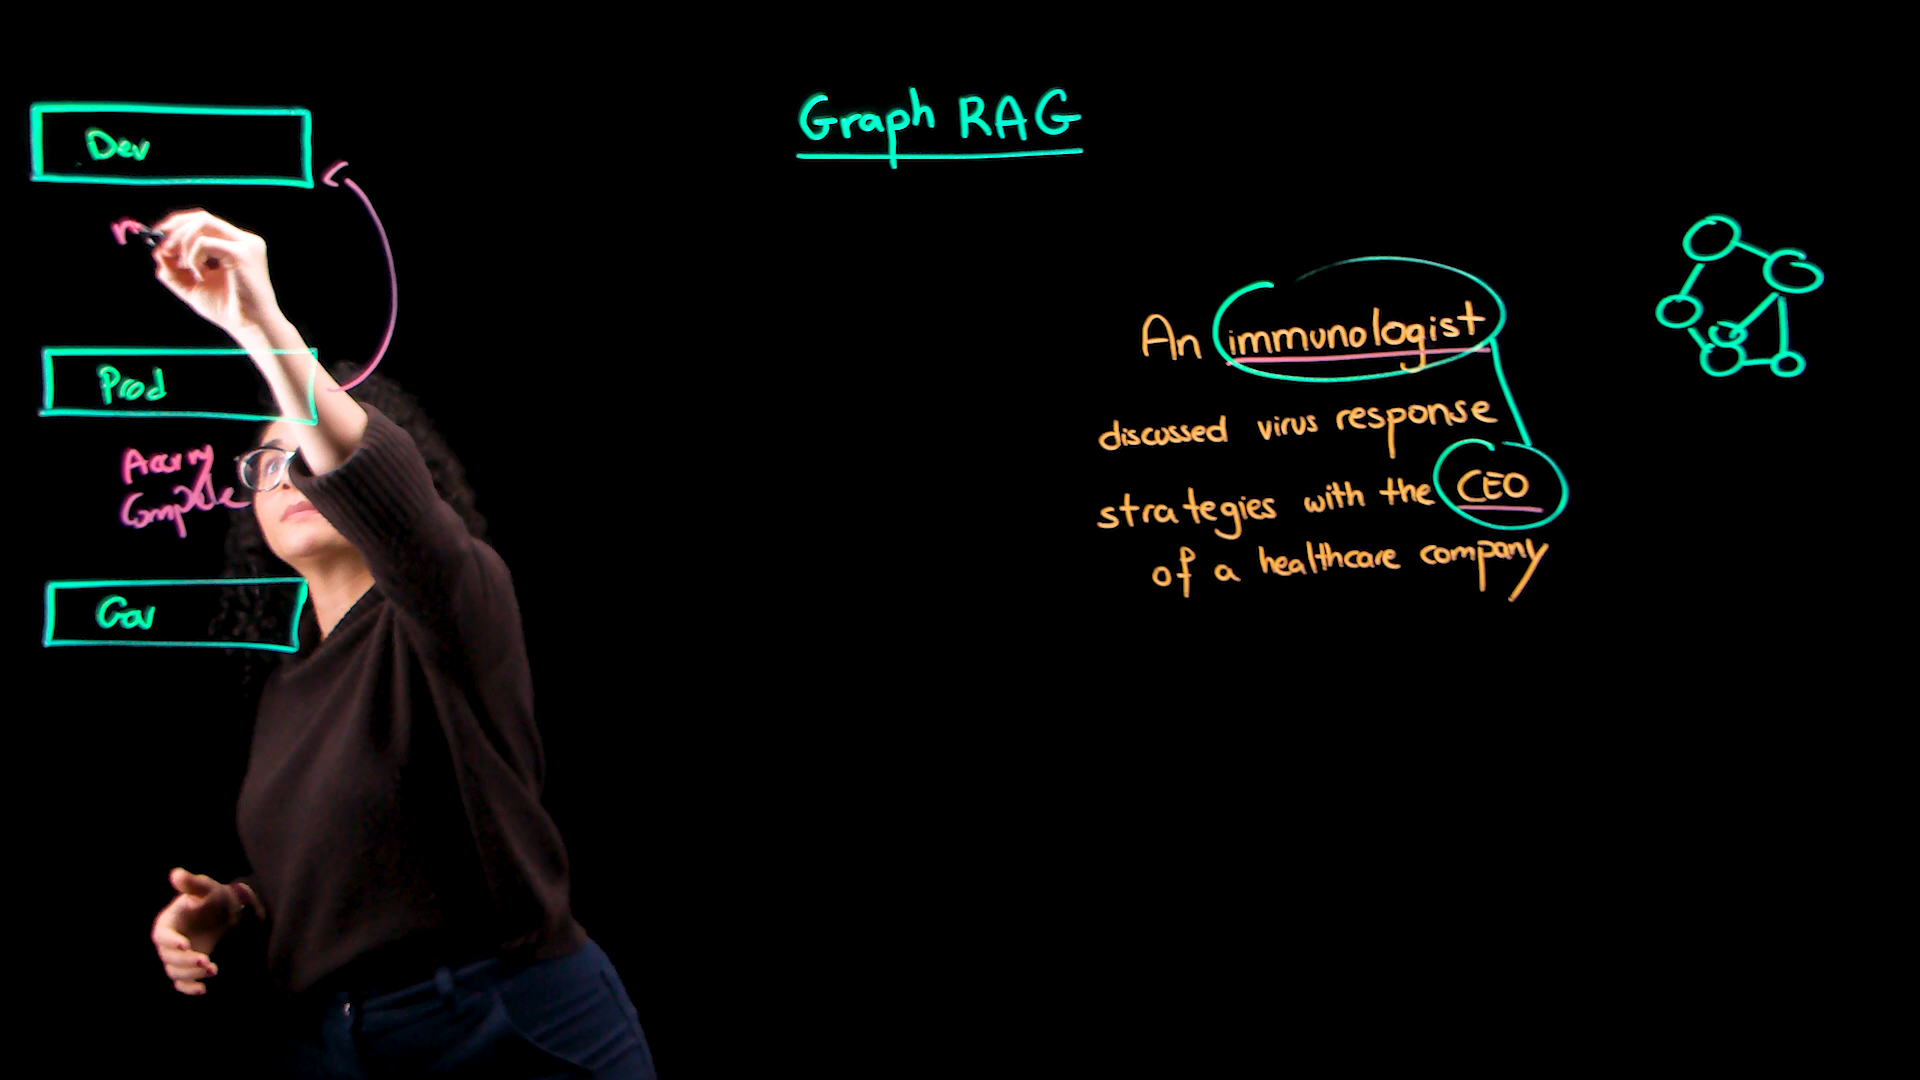 Graph RAG
Dev
Prod
Gov
An immunologist
discussed virus response
strategies with the CEO
of a healthcare company